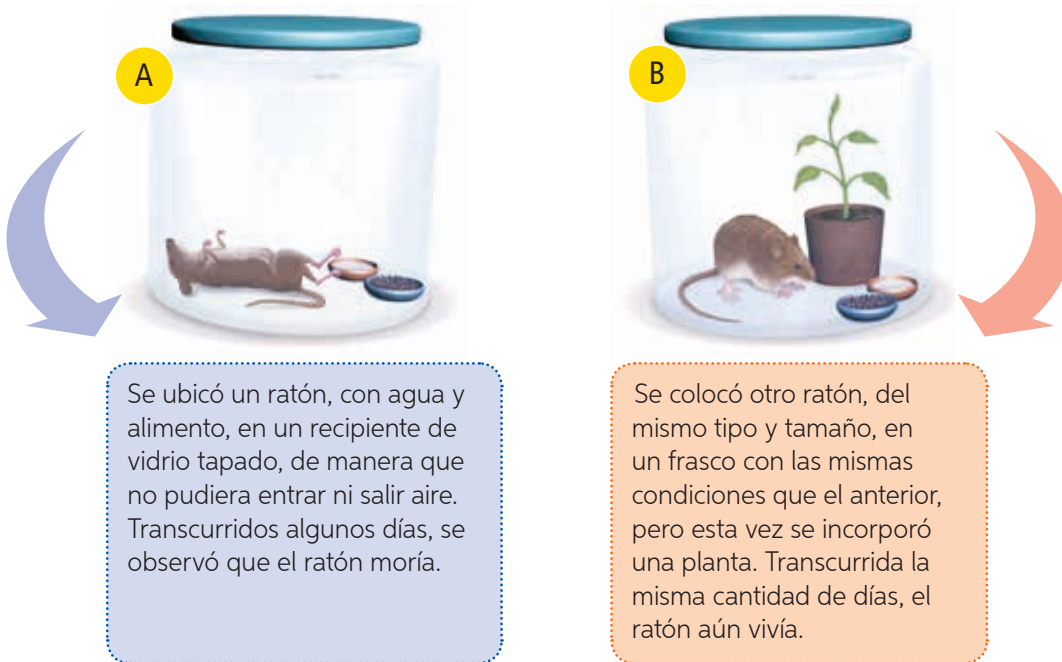 A
B
Se ubicó un ratón, con agua y
alimento, en un recipiente de
vidrio tapado, de manera que
no pudiera entrar ni salir aire.
Transcurridos algunos días, se
observó que el ratón moría.
Se colocó otro ratón, del
mismo tipo y tamaño, en
un frasco con las mismas
condiciones que el anterior,
pero esta vez se incorporó
una planta. Transcurrida la
misma cantidad de días, el
ratón aún vivía.